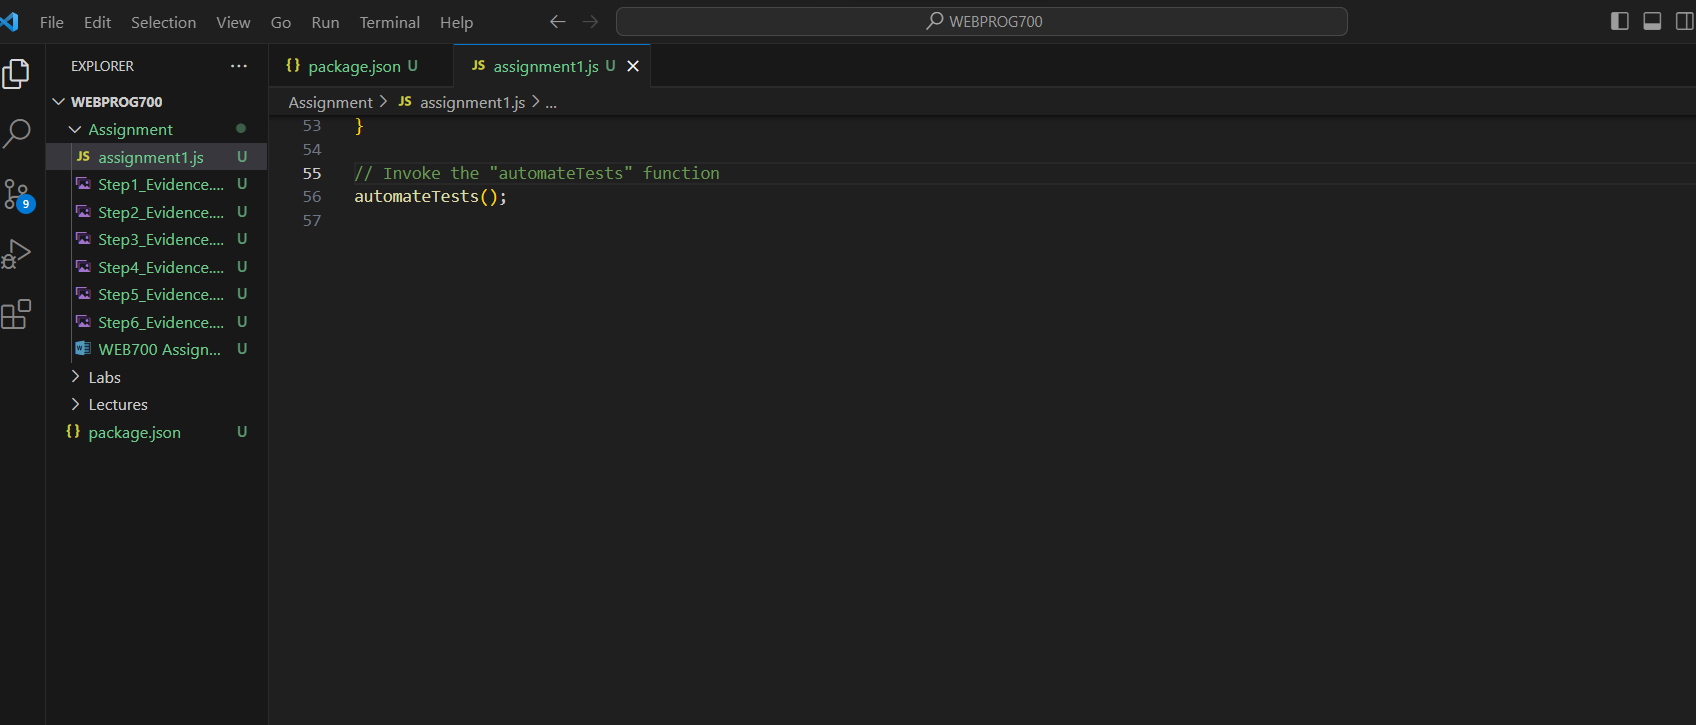 File Edit Selection View Go Run Terminal Help
WEBPROG700
EXPLORER ...
{} package.json U
JS assignment1.js U
Assignment > JS assignment1.js > ...
WEBPROG700
Assignment
JS assignment1.js U
Step1_Evidence.... U
Step2_Evidence.... U
Step3_Evidence.... U
9
Step4_Evidence.... U
Step5_Evidence.... U
Step6_Evidence.... U
WEB700 Assign... U
Labs
Lectures
{} package.json U
53 }
54
55 // Invoke the "automateTests" function
56 automateTests();
57